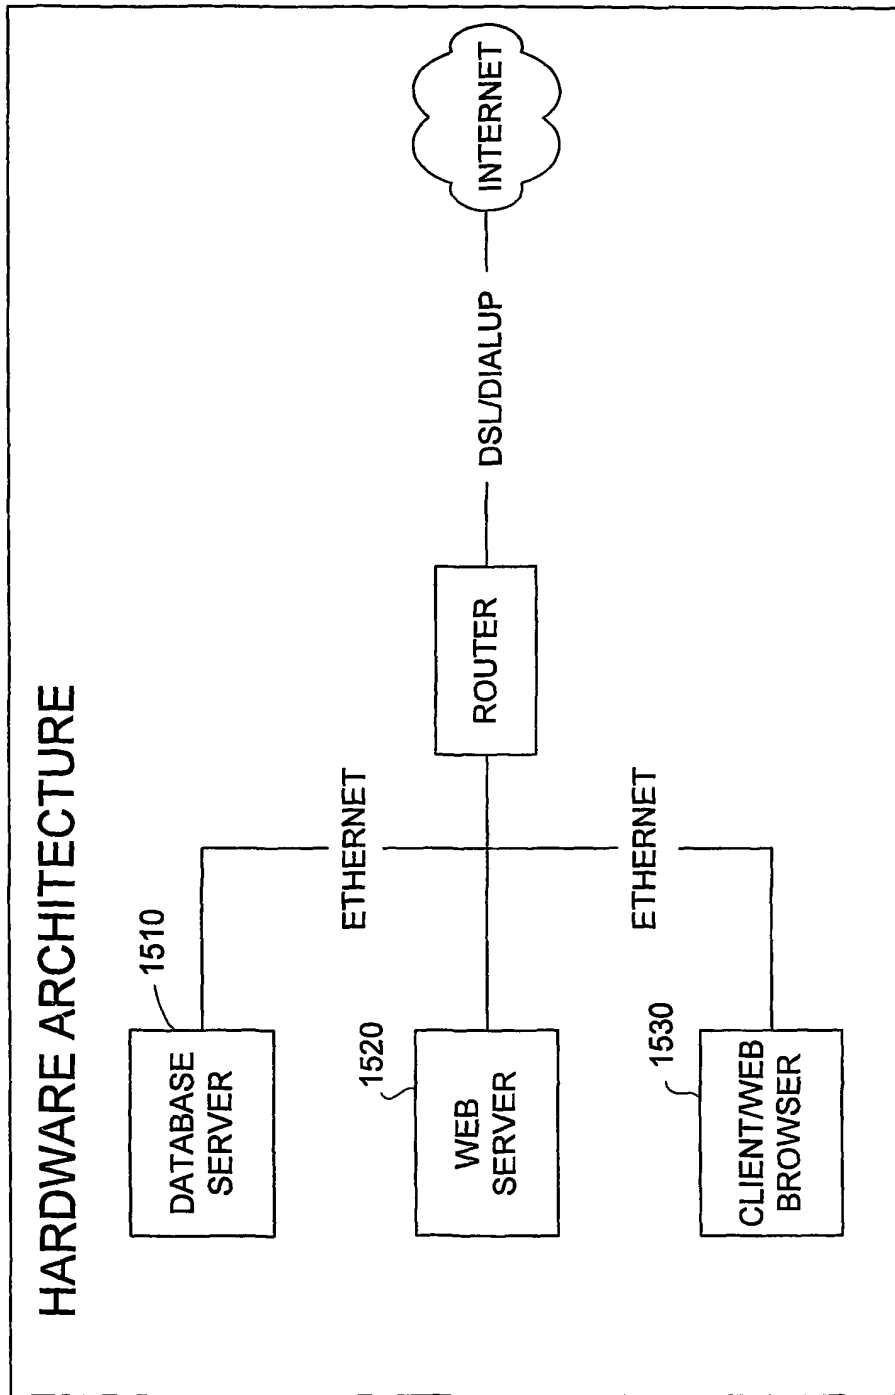 HARDWARE ARCHITECTURE
DATABASE
SERVER
1510
ETHERNET
WEB
SERVER
1520
ROUTER
DSL/DIALUP
INTERNET
CLIENT/WEB
BROWSER
1530
ETHERNET